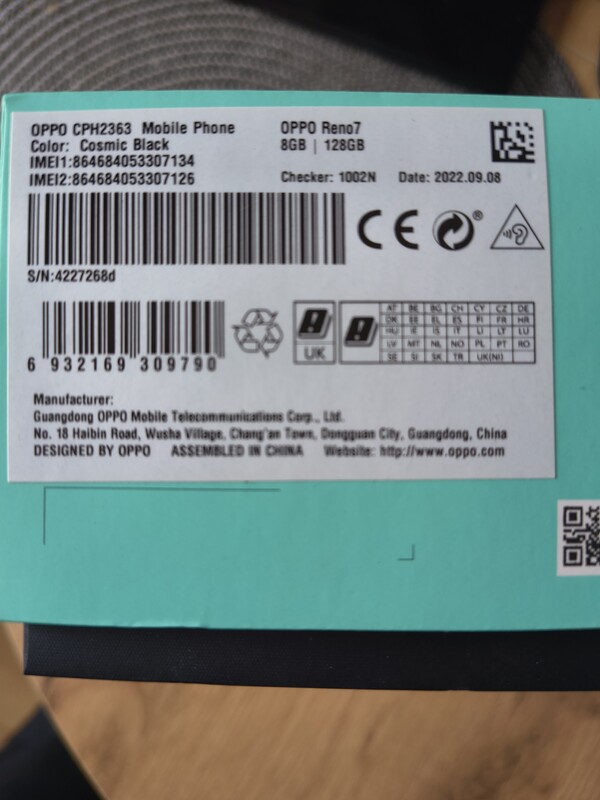 OPPO CPH2363 Mobile Phone
OPPO Reno7
Color: Cosmic Black
8GB | 128GB
IMEI1:864684053307134
IMEI2:864684053307126
Checker: 1002N
Date: 2022.09.08
CE
®
S/N:4227268d
6 932169 309790
UK
AT BE BG CH CY CZ DE
DK EE EL ES FI FR HR
HU IE IS IT LI LT LU
LV MT NL NO PL PT RO
SE SI SK TR UK(NI)
Manufacturer:
Guangdong OPPO Mobile Telecommunications Corp., Ltd.
No. 18 Haibin Road, Wusha Village, Chang'an Town, Dongguan City, Guangdong, China
DESIGNED BY OPPO ASSEMBLED IN CHINA Website: http://www.oppo.com